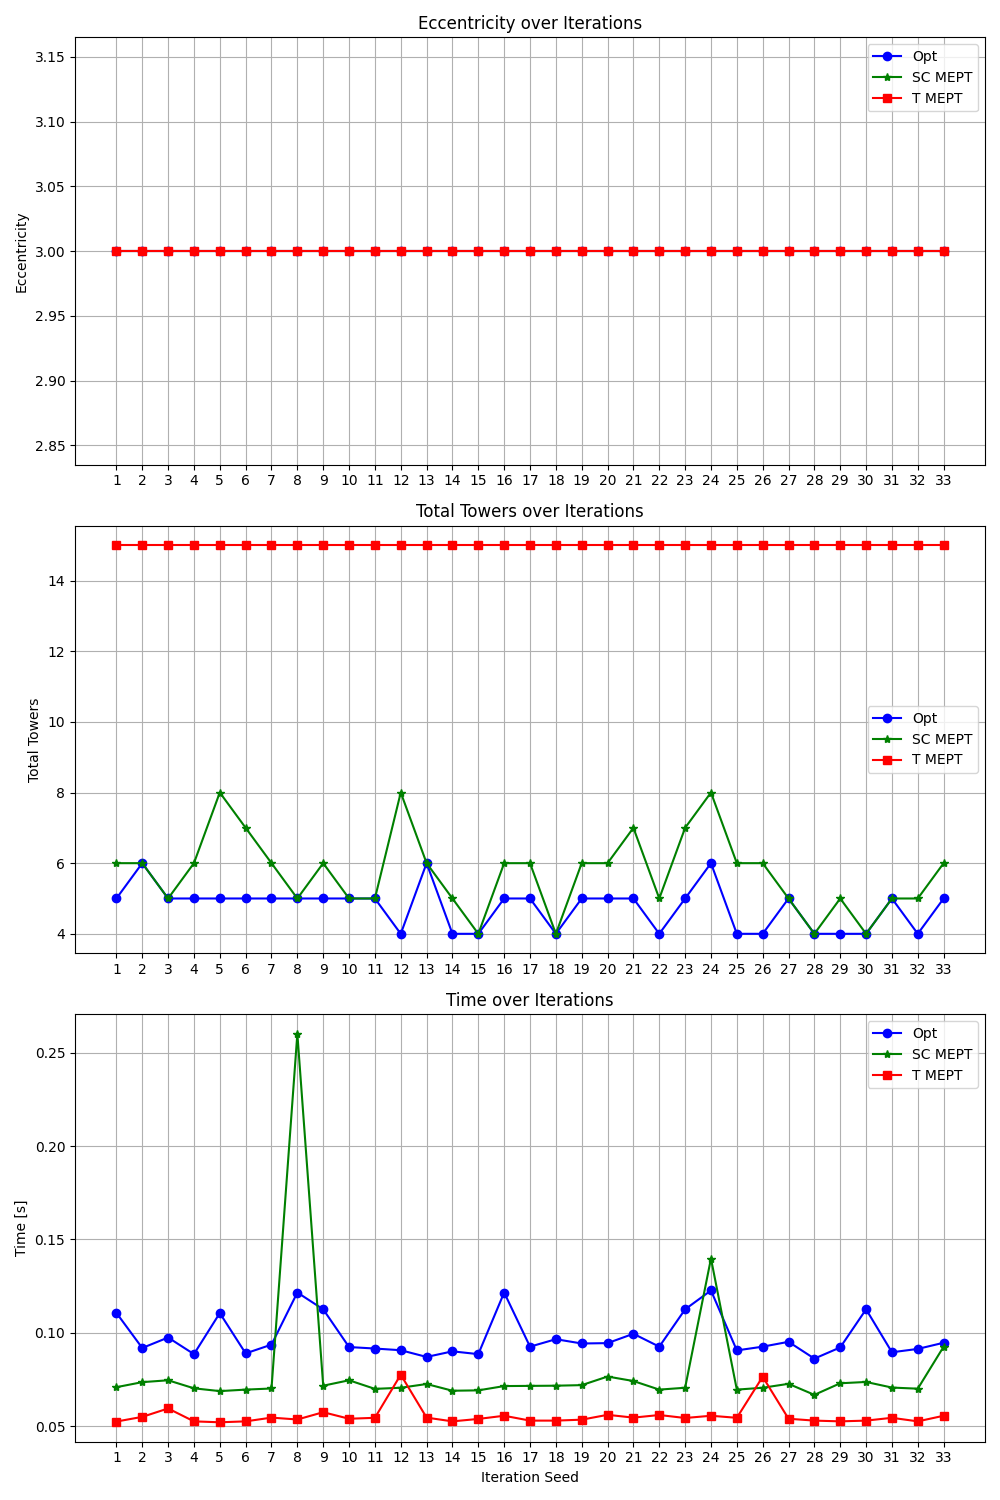 Eccentricity over Iterations
3.15
3.10
3.05
3.00
2.95
2.90
2.85
Eccentricity
Opt
SC MEPT
T MEPT
1 2 3 4 5 6 7 8 9 10 11 12 13 14 15 16 17 18 19 20 21 22 23 24 25 26 27 28 29 30 31 32 33
Total Towers over Iterations
14
12
10
8
6
4
Total Towers
Opt
SC MEPT
T MEPT
1 2 3 4 5 6 7 8 9 10 11 12 13 14 15 16 17 18 19 20 21 22 23 24 25 26 27 28 29 30 31 32 33
Time over Iterations
0.25
0.20
0.15
0.10
0.05
Time [s]
Opt
SC MEPT
T MEPT
1 2 3 4 5 6 7 8 9 10 11 12 13 14 15 16 17 18 19 20 21 22 23 24 25 26 27 28 29 30 31 32 33
Iteration Seed